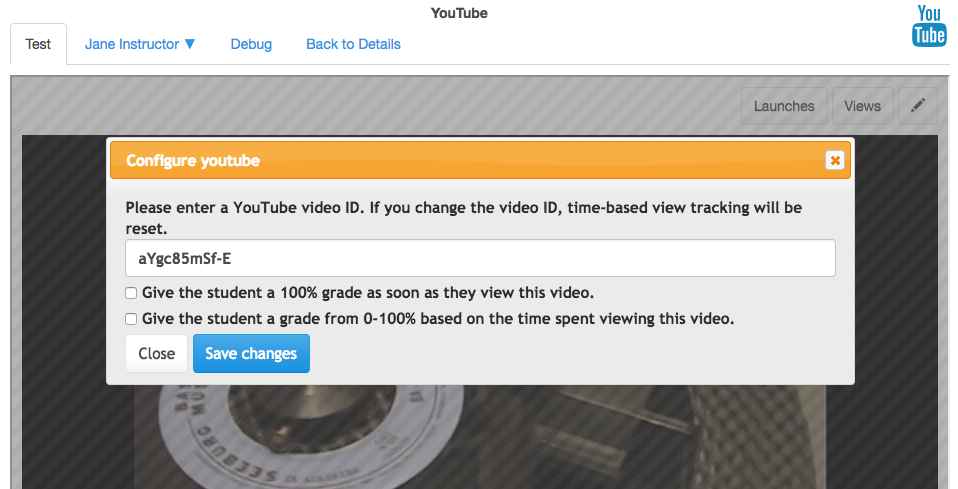 YouTube
You
Tube
Test
Jane Instructor ▼
Debug
Back to Details
Launches
Views
Configure youtube
Please enter a YouTube video ID. If you change the video ID, time-based view tracking will be
reset.
aYgc85mSf-E
Give the student a 100% grade as soon as they view this video.
Give the student a grade from 0-100% based on the time spent viewing this video.
Close
Save changes
SEEBURG